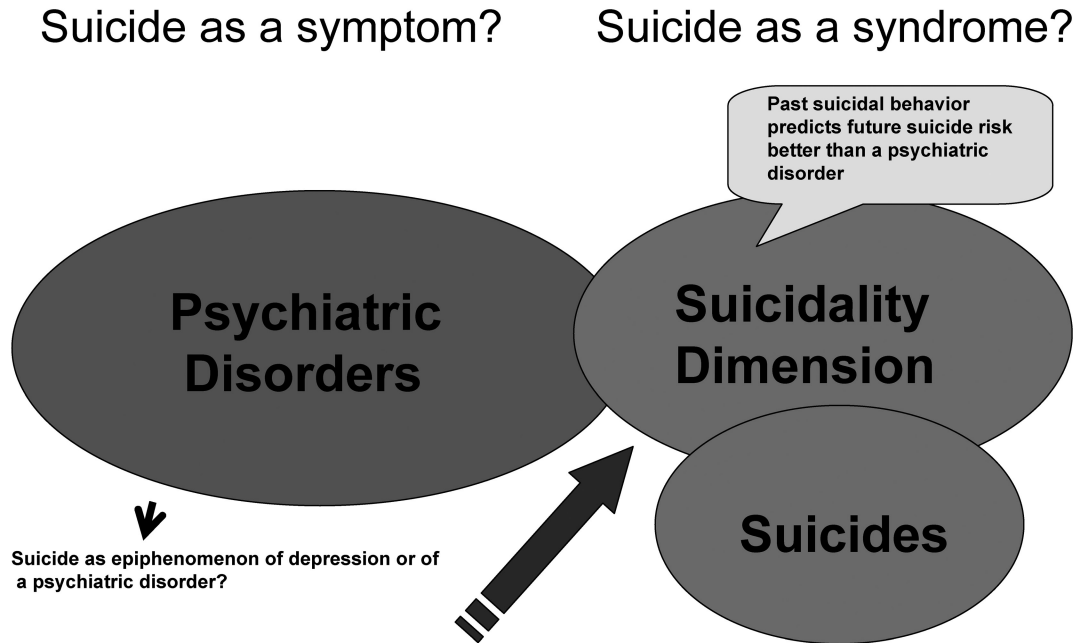 Suicide as a symptom?
Suicide as a syndrome?
Past suicidal behavior
predicts future suicide risk
better than a psychiatric
disorder
Psychiatric
Disorders
Suicidality
Dimension
Suicides
Suicide as epiphenomenon of depression or of
a psychiatric disorder?